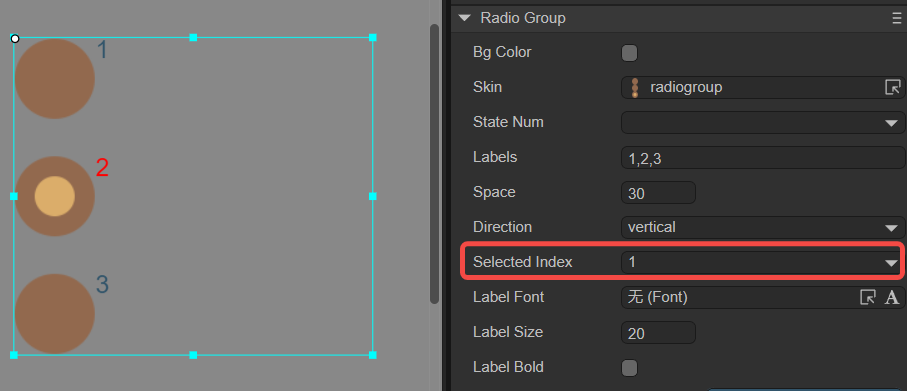 1
2
3
Radio Group
Bg Color
Skin radiogroup
State Num
Labels 1,2,3
Space 30
Direction vertical
Selected Index 1
Label Font 无 (Font) A
Label Size 20
Label Bold